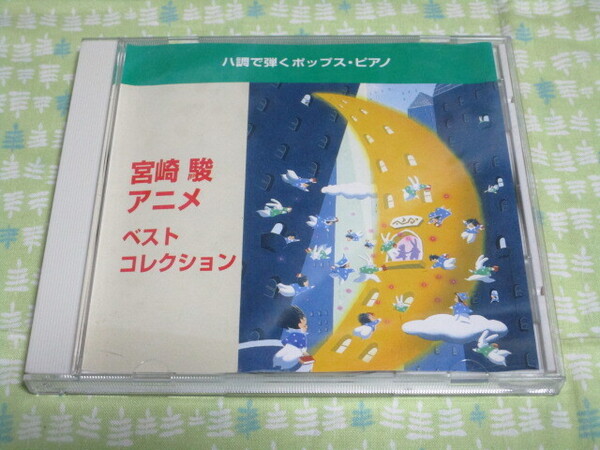 ハ調で弾くポップス・ピアノ
宮崎 駿
アニメ
ベスト
コレクション